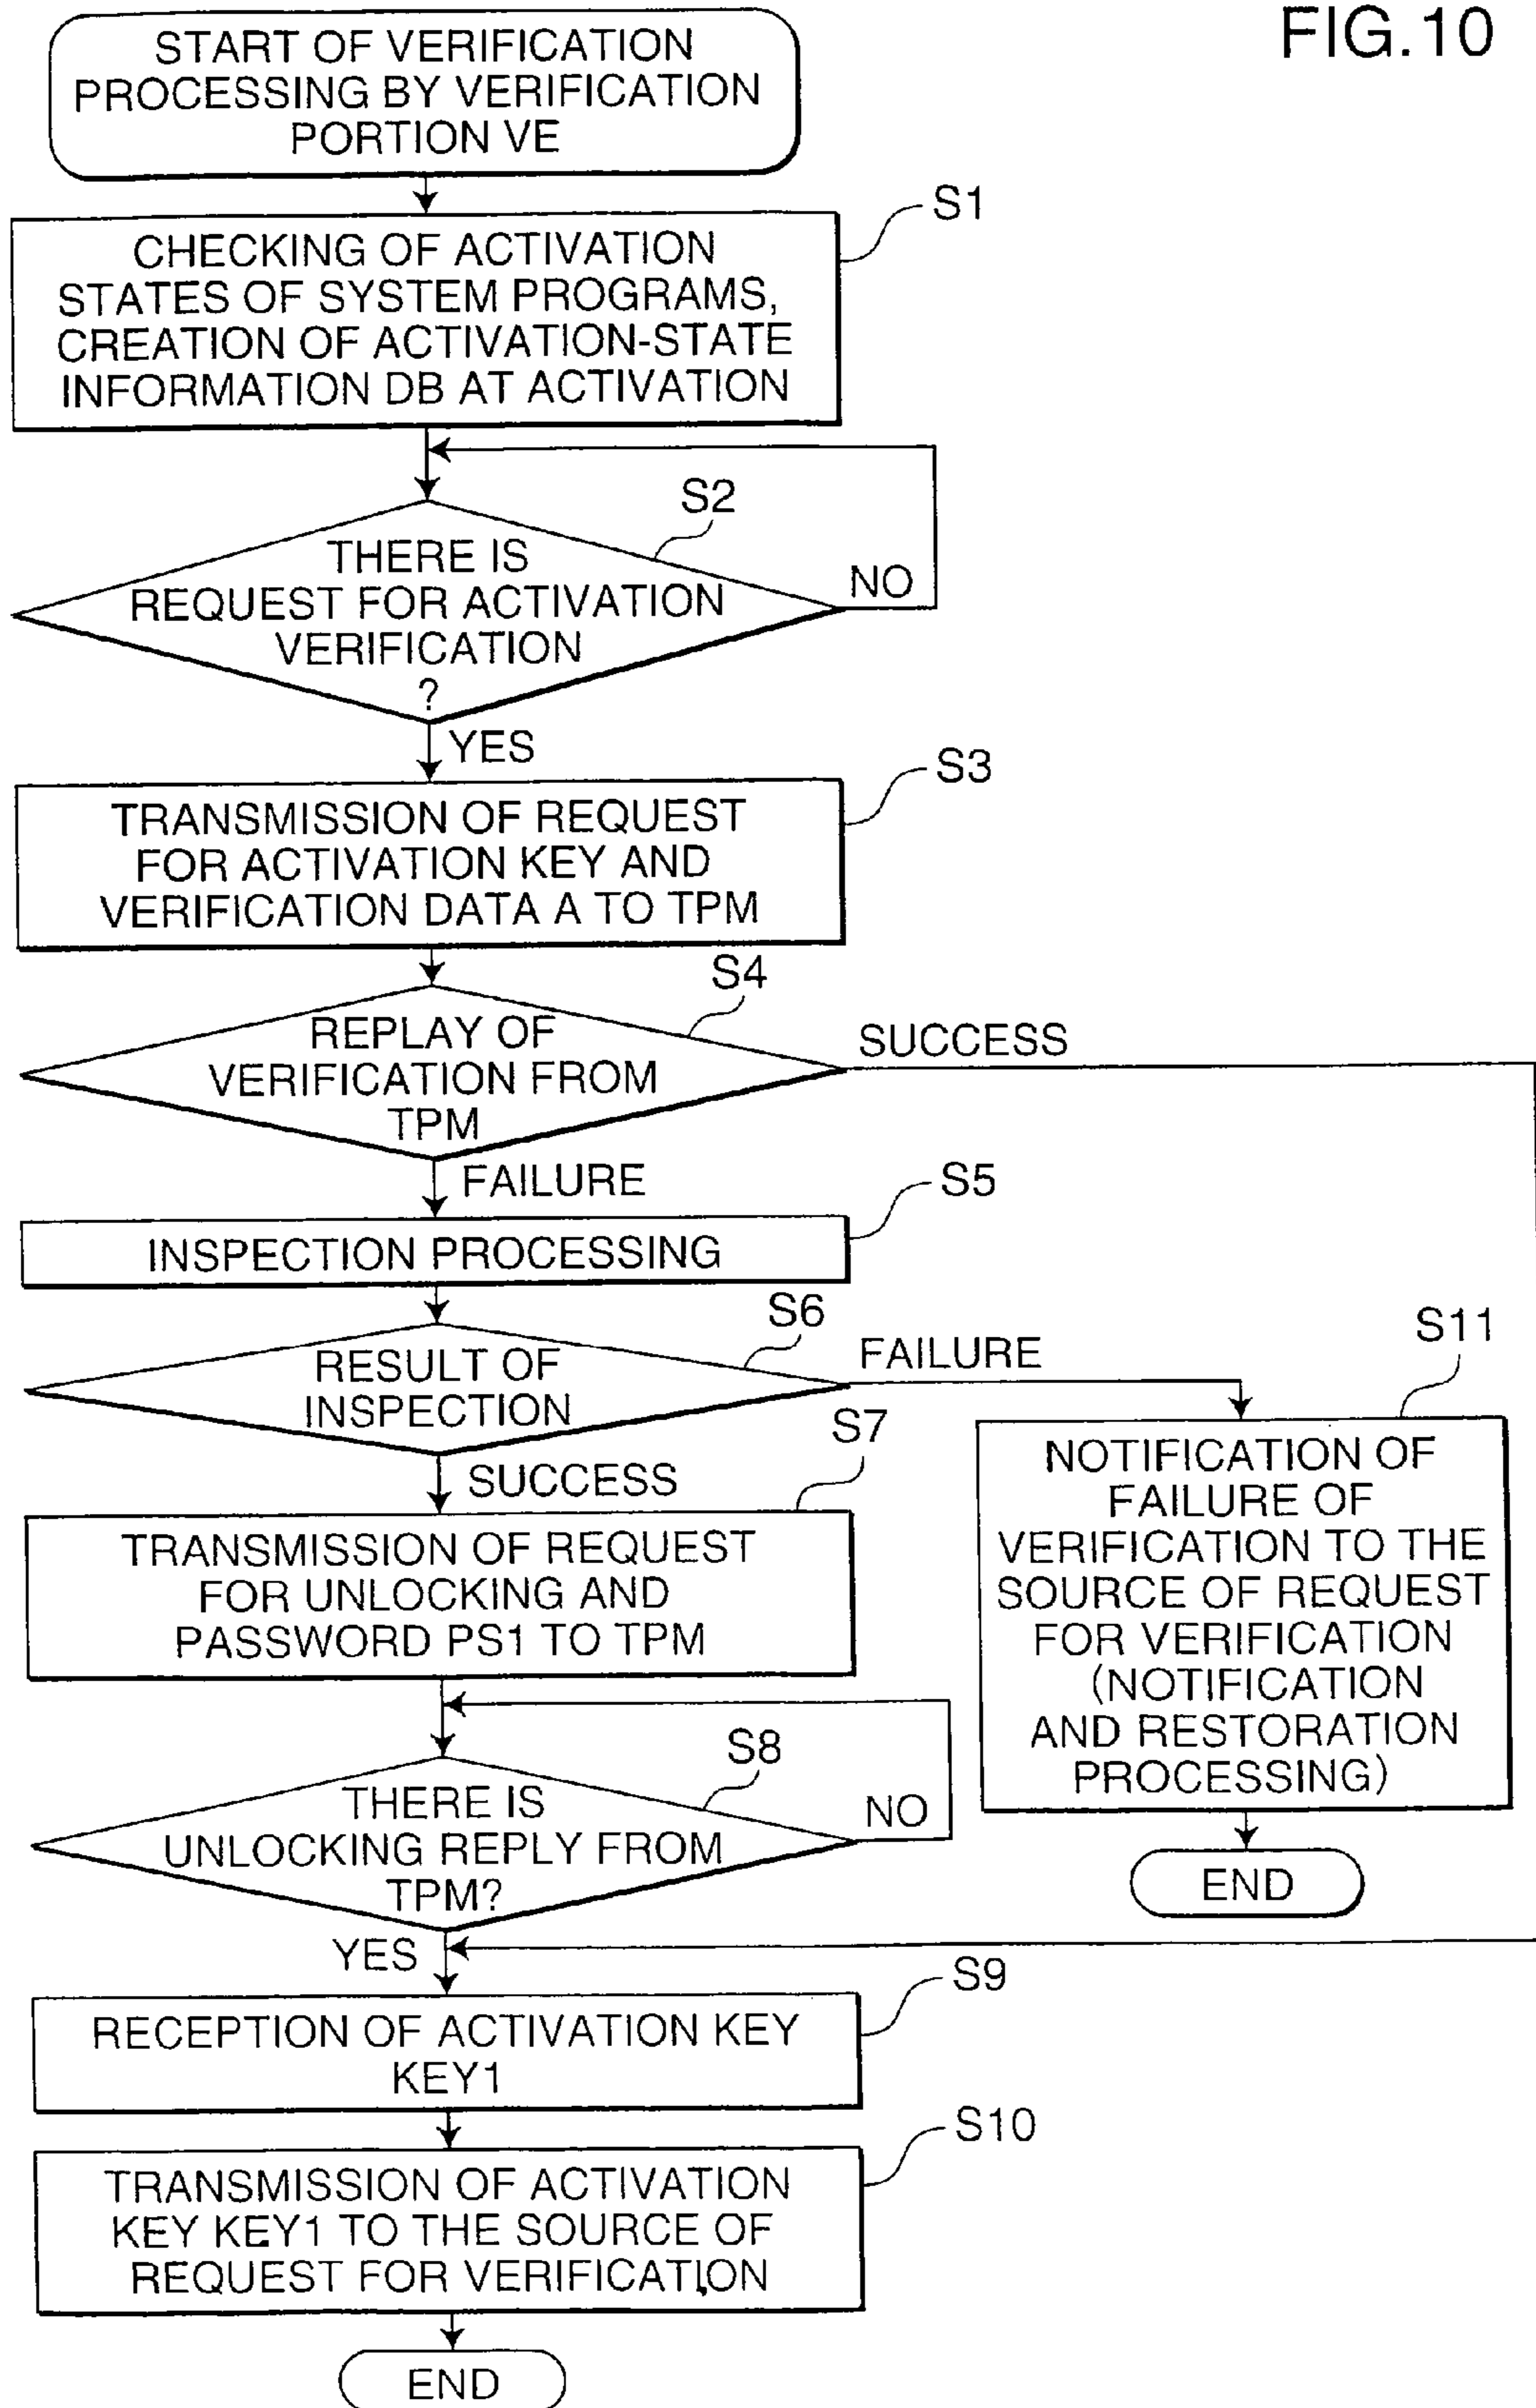 FIG.10
START OF VERIFICATION
PROCESSING BY VERIFICATION
PORTION VE
S1
CHECKING OF ACTIVATION
STATES OF SYSTEM PROGRAMS,
CREATION OF ACTIVATION-STATE
INFORMATION DB AT ACTIVATION
S2
THERE IS
REQUEST FOR ACTIVATION
VERIFICATION
?
NO
YES
S3
TRANSMISSION OF REQUEST
FOR ACTIVATION KEY AND
VERIFICATION DATA A TO TPM
S4
REPLAY OF
VERIFICATION FROM
TPM
SUCCESS
FAILURE
S5
INSPECTION PROCESSING
S6
RESULT OF
INSPECTION
FAILURE
SUCCESS
S11
NOTIFICATION OF
FAILURE OF
VERIFICATION TO THE
SOURCE OF REQUEST
FOR VERIFICATION
(NOTIFICATION
AND RESTORATION
PROCESSING)
END
S7
TRANSMISSION OF REQUEST
FOR UNLOCKING AND
PASSWORD PS1 TO TPM
S8
THERE IS
UNLOCKING REPLY FROM
TPM?
NO
YES
S9
RECEPTION OF ACTIVATION KEY
KEY1
S10
TRANSMISSION OF ACTIVATION
KEY KEY1 TO THE SOURCE OF
REQUEST FOR VERIFICATION
END